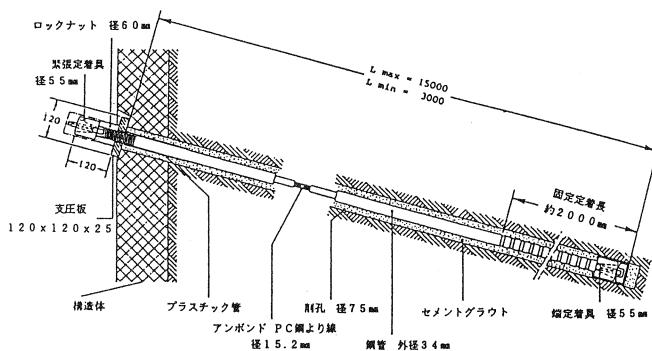 ロックナット 径60㎜
緊張定着具
径55㎜
120
120
支圧板
120x120x25
L max = 15000
L min = 3000
固定定着長
約2000㎜
構造体
プラスチック管
アンボンド PC鋼より線
径15.2㎜
削孔 径75㎜
鋼管 外径34㎜
セメントグラウト
端定着具 径55㎜